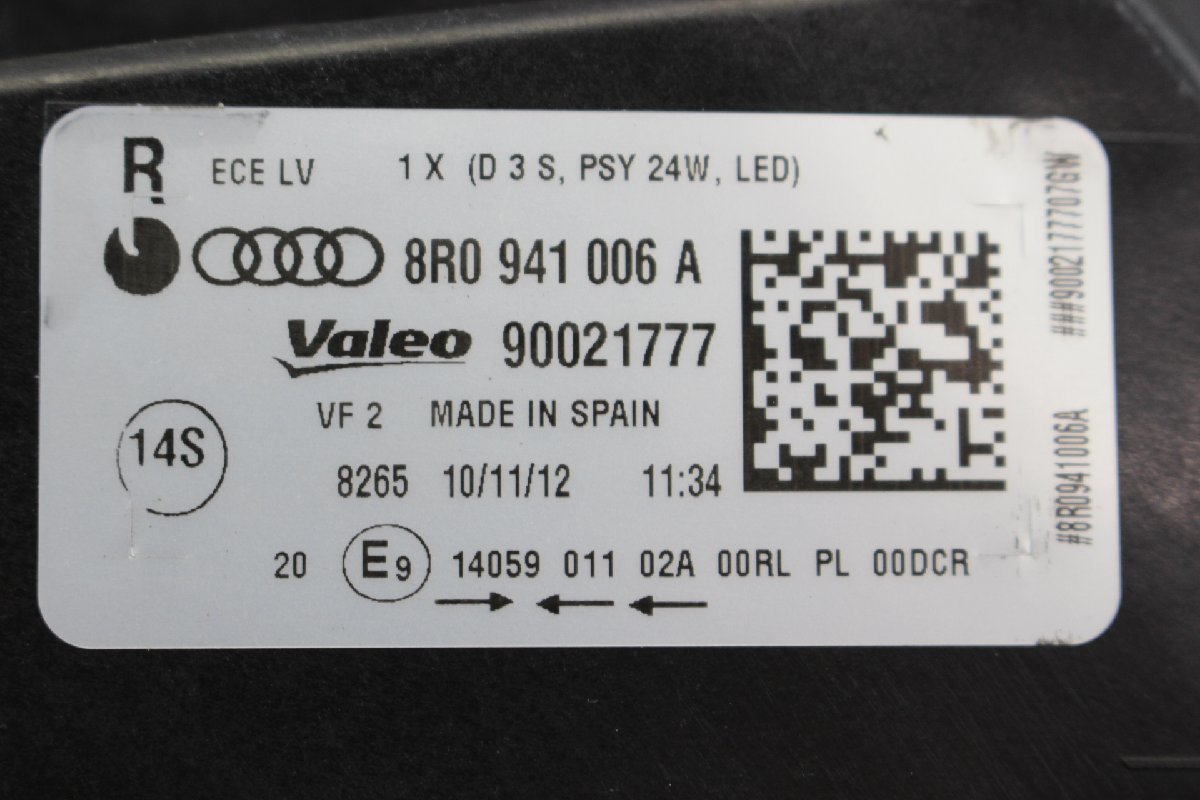 R ECE LV 1 X (D 3 S, PSY 24W, LED)
8R0 941 006 A
Valeo 90021777
VF 2 MADE IN SPAIN
14S
8265 10/11/12 11:34
20 E9 14059 011 02A 00RL PL 00DCR
###90021777707GW
#8R0941006A